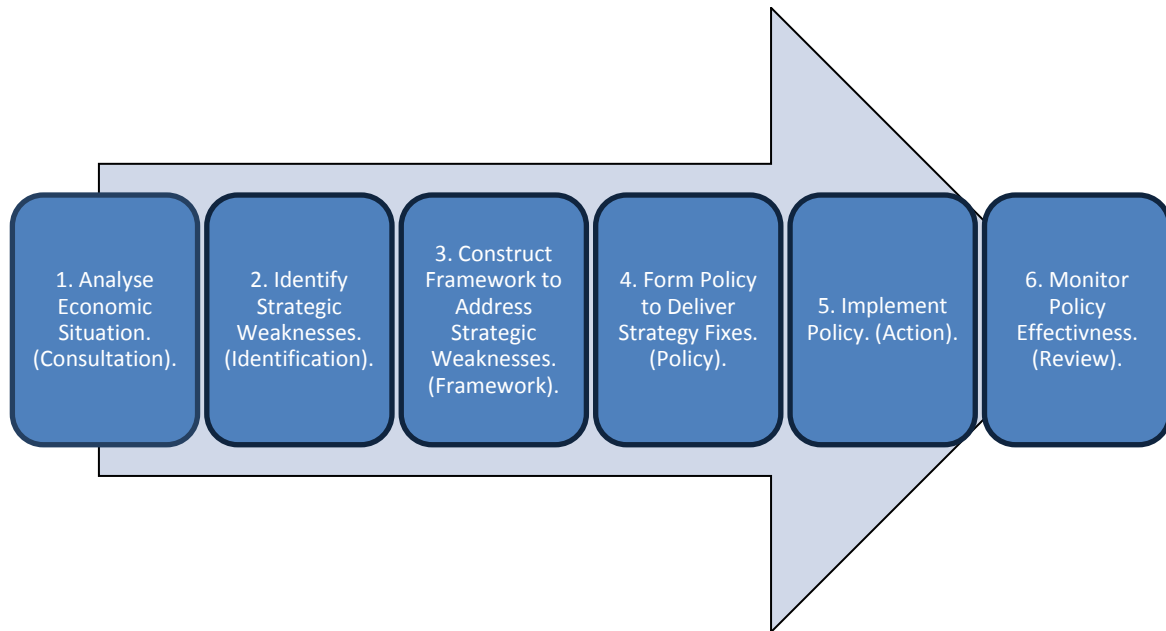 1. Analyse
Economic
Situation.
(Consultation).
2. Identify
Strategic
Weaknesses.
(Identification).
3. Construct
Framework to
Address
Strategic
Weaknesses.
(Framework).
4. Form Policy
to Deliver
Strategy Fixes.
(Policy).
5. Implement
Policy. (Action).
6. Monitor
Policy
Effectivness.
(Review).